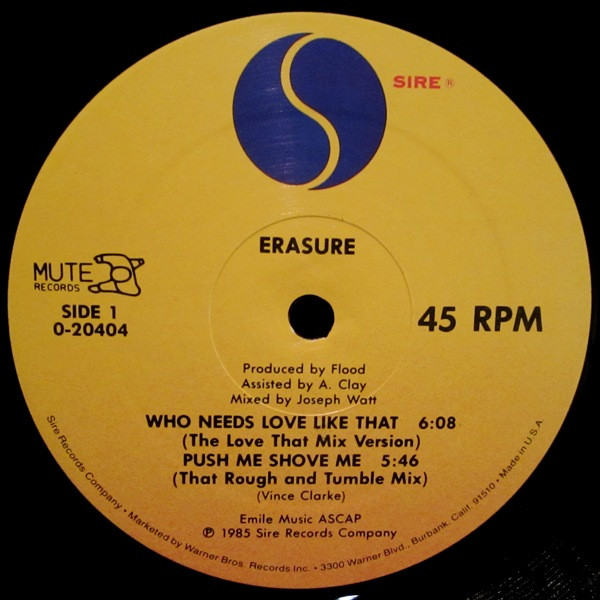 SIRE ®
ERASURE
MUTE
RECORDS
SIDE 1
0-20404
45 RPM
Produced by Flood
Assisted by A. Clay
Mixed by Joseph Watt
WHO NEEDS LOVE LIKE THAT 6:08
(The Love That Mix Version)
PUSH ME SHOVE ME 5:46
(That Rough and Tumble Mix)
(Vince Clarke)
Emile Music ASCAP
℗ 1985 Sire Records Company
Sire Records Company • Marketed by Warner Bros. Records Inc. • 3300 Warner Blvd., Burbank, Calif. 91510 • Made in U.S.A.